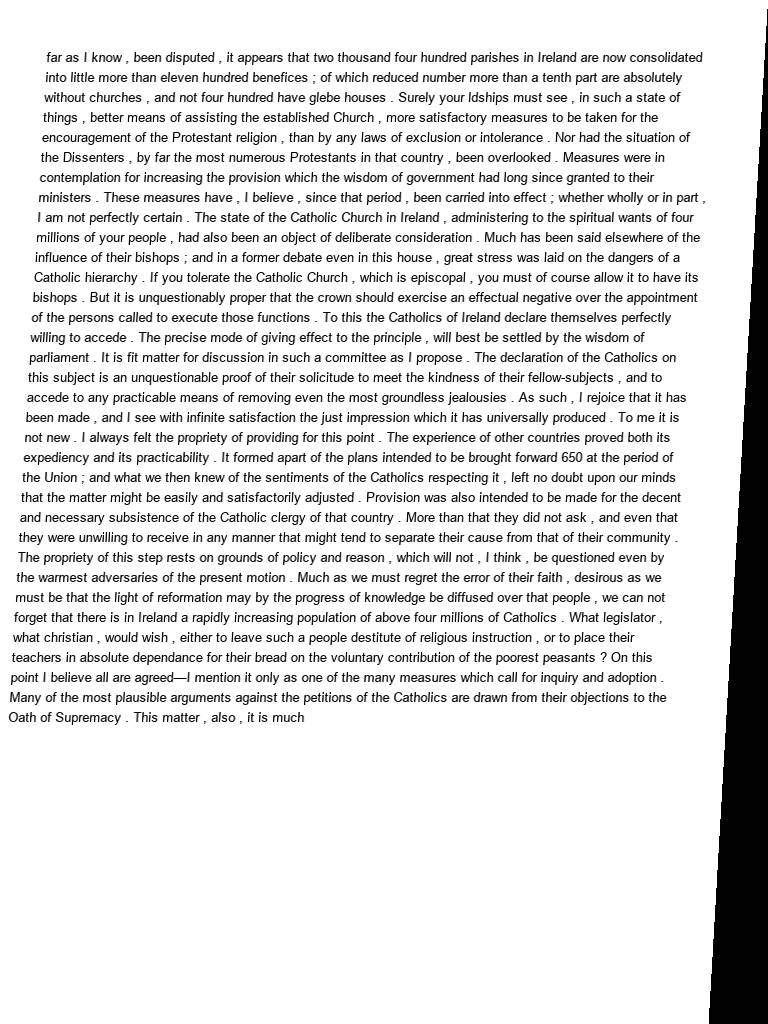 far as I know , been disputed , it appears that two thousand four hundred parishes in Ireland are now consolidated
into little more than eleven hundred benefices ; of which reduced number more than a tenth part are absolutely
without churches , and not four hundred have glebe houses . Surely your ldships must see , in such a state of
things , better means of assisting the established Church , more satisfactory measures to be taken for the
encouragement of the Protestant religion , than by any laws of exclusion or intolerance . Nor had the situation of
the Dissenters , by far the most numerous Protestants in that country , been overlooked . Measures were in
contemplation for increasing the provision which the wisdom of government had long since granted to their
ministers . These measures have , I believe , since that period , been carried into effect ; whether wholly or in part ,
I am not perfectly certain . The state of the Catholic Church in Ireland , administering to the spiritual wants of four
millions of your people , had also been an object of deliberate consideration . Much has been said elsewhere of the
influence of their bishops ; and in a former debate even in this house , great stress was laid on the dangers of a
Catholic hierarchy . If you tolerate the Catholic Church , which is episcopal , you must of course allow it to have its
bishops . But it is unquestionably proper that the crown should exercise an effectual negative over the appointment
of the persons called to execute those functions . To this the Catholics of Ireland declare themselves perfectly
willing to accede . The precise mode of giving effect to the principle , will best be settled by the wisdom of
parliament . It is fit matter for discussion in such a committee as I propose . The declaration of the Catholics on
this subject is an unquestionable proof of their solicitude to meet the kindness of their fellow-subjects , and to
accede to any practicable means of removing even the most groundless jealousies . As such , I rejoice that it has
been made , and I see with infinite satisfaction the just impression which it has universally produced . To me it is
not new . I always felt the propriety of providing for this point . The experience of other countries proved both its
expediency and its practicability . It formed apart of the plans intended to be brought forward 650 at the period of
the Union ; and what we then knew of the sentiments of the Catholics respecting it , left no doubt upon our minds
that the matter might be easily and satisfactorily adjusted . Provision was also intended to be made for the decent
and necessary subsistence of the Catholic clergy of that country . More than that they did not ask , and even that
they were unwilling to receive in any manner that might tend to separate their cause from that of their community .
The propriety of this step rests on grounds of policy and reason , which will not , I think , be questioned even by
the warmest adversaries of the present motion . Much as we must regret the error of their faith , desirous as we
must be that the light of reformation may by the progress of knowledge be diffused over that people , we can not
forget that there is in Ireland a rapidly increasing population of above four millions of Catholics . What legislator ,
what christian , would wish , either to leave such a people destitute of religious instruction , or to place their
teachers in absolute dependance for their bread on the voluntary contribution of the poorest peasants ? On this
point I believe all are agreed—I mention it only as one of the many measures which call for inquiry and adoption .
Many of the most plausible arguments against the petitions of the Catholics are drawn from their objections to the
Oath of Supremacy . This matter , also , it is much